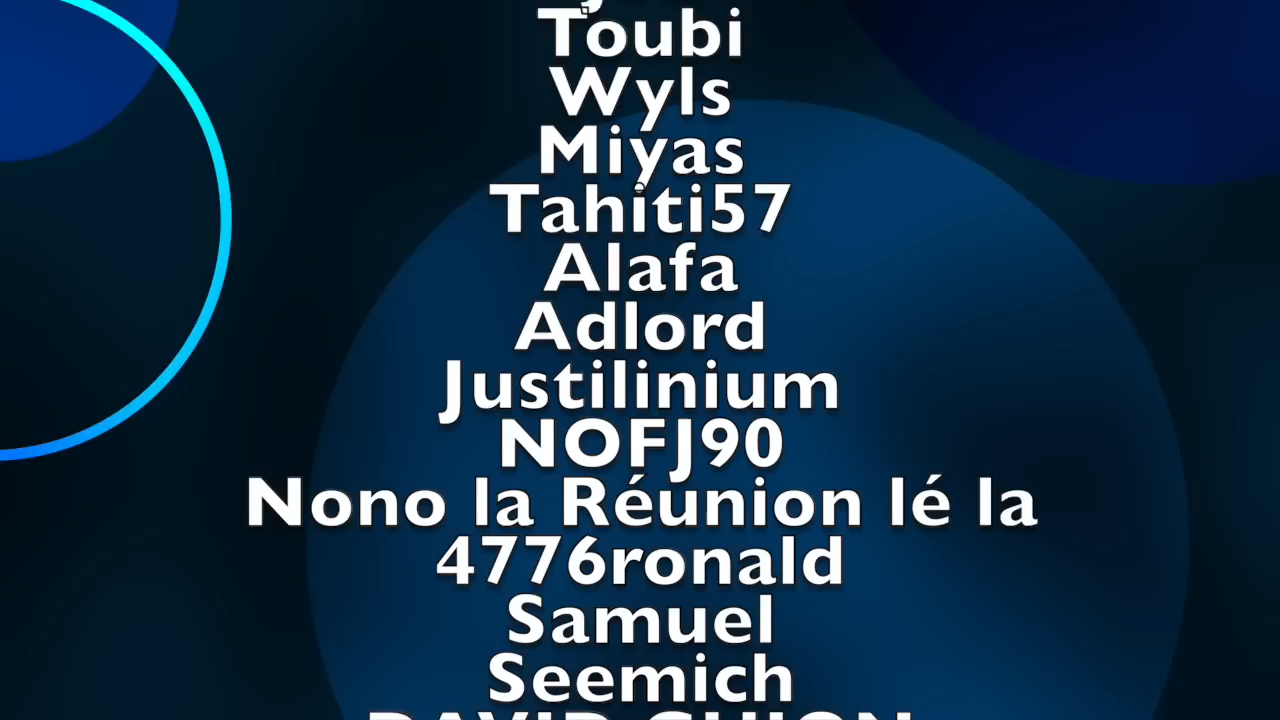 Toubi
Wyls
Miyas
Tahiti57
Alafa
Adlord
Justilinium
NOFJ90
Nono la Réunion lé la
4776ronald
Samuel
Seemich